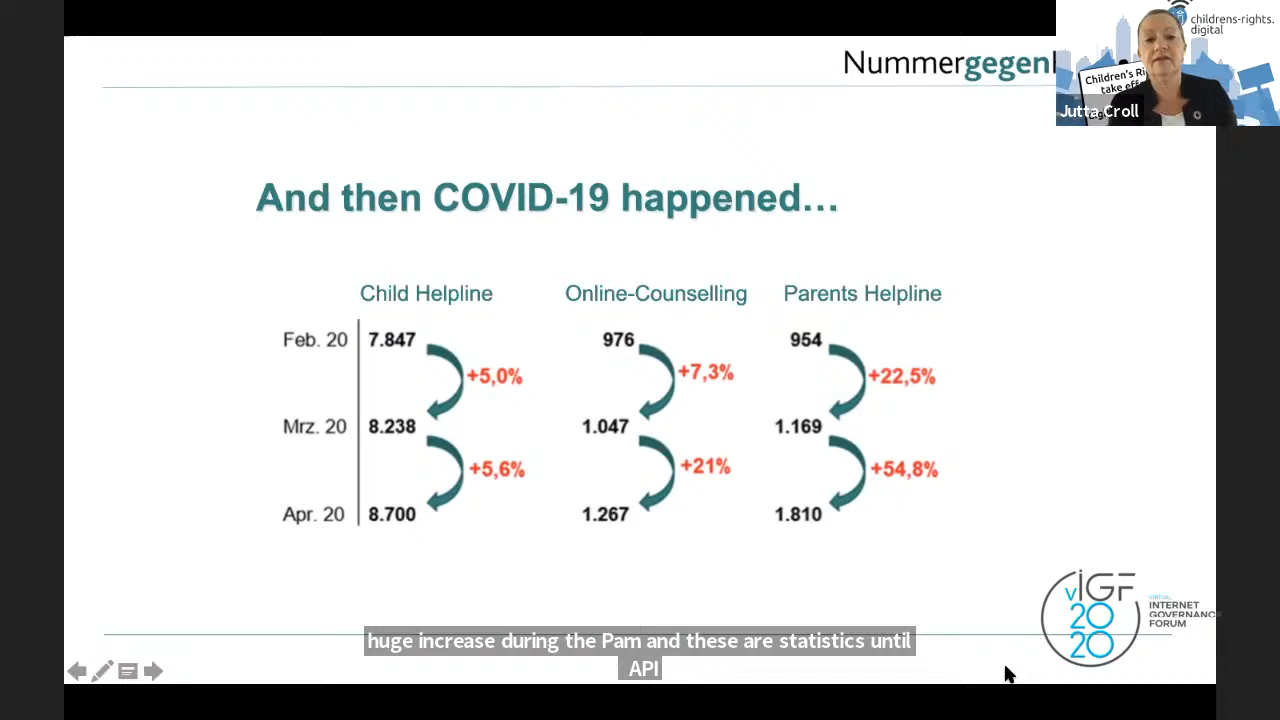 Nummergegen
childrens-rights.
digital
Children's Ri
take eff
Jutta Croll
And then COVID-19 happened…
Child Helpline Online-Counselling Parents Helpline
Feb. 20 7.847 976 954
+5,0% +7,3% +22,5%
Mrz. 20 8.238 1.047 1.169
+5,6% +21% +54,8%
Apr. 20 8.700 1.267 1.810
vIGF
2020
VIRTUAL
INTERNET
GOVERNANCE
FORUM
huge increase during the Pam and these are statistics until
API